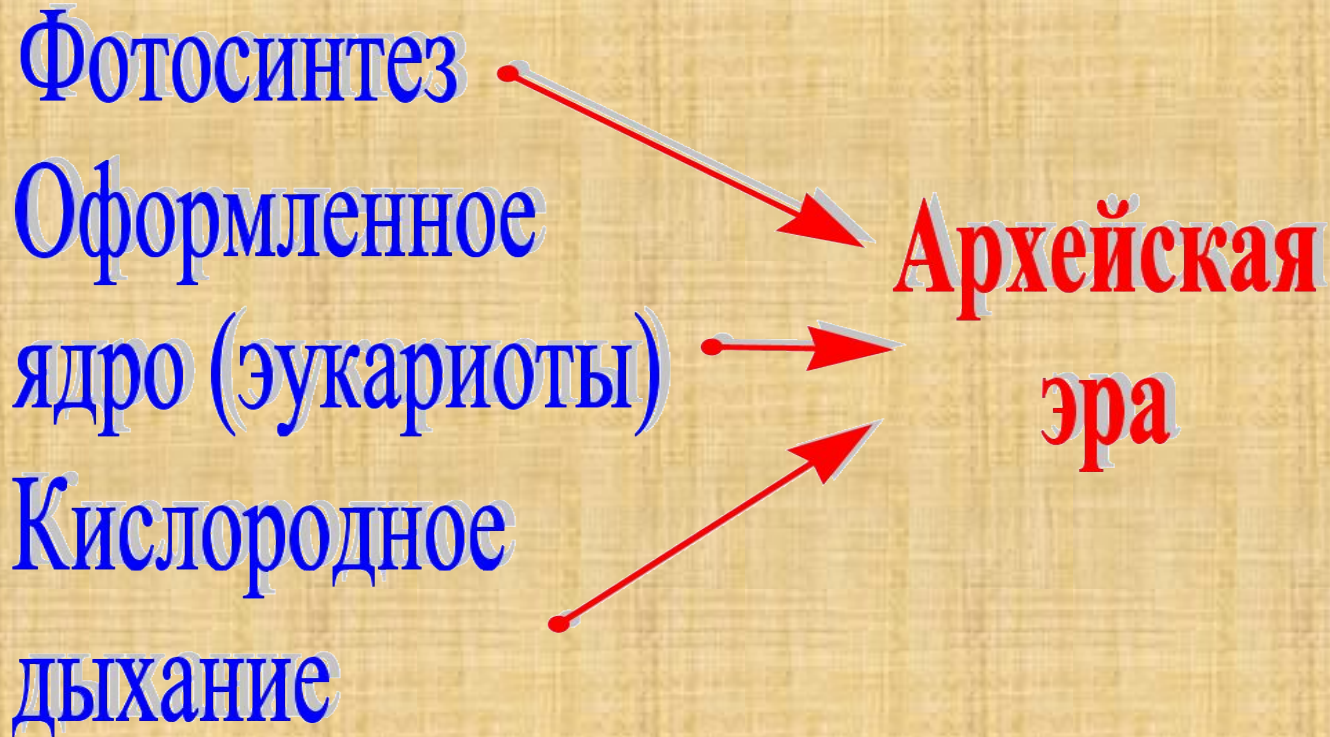 Фотосинтез
Оформленное
ядро (эукариоты)
Кислородное
дыхание
Архейская
эра